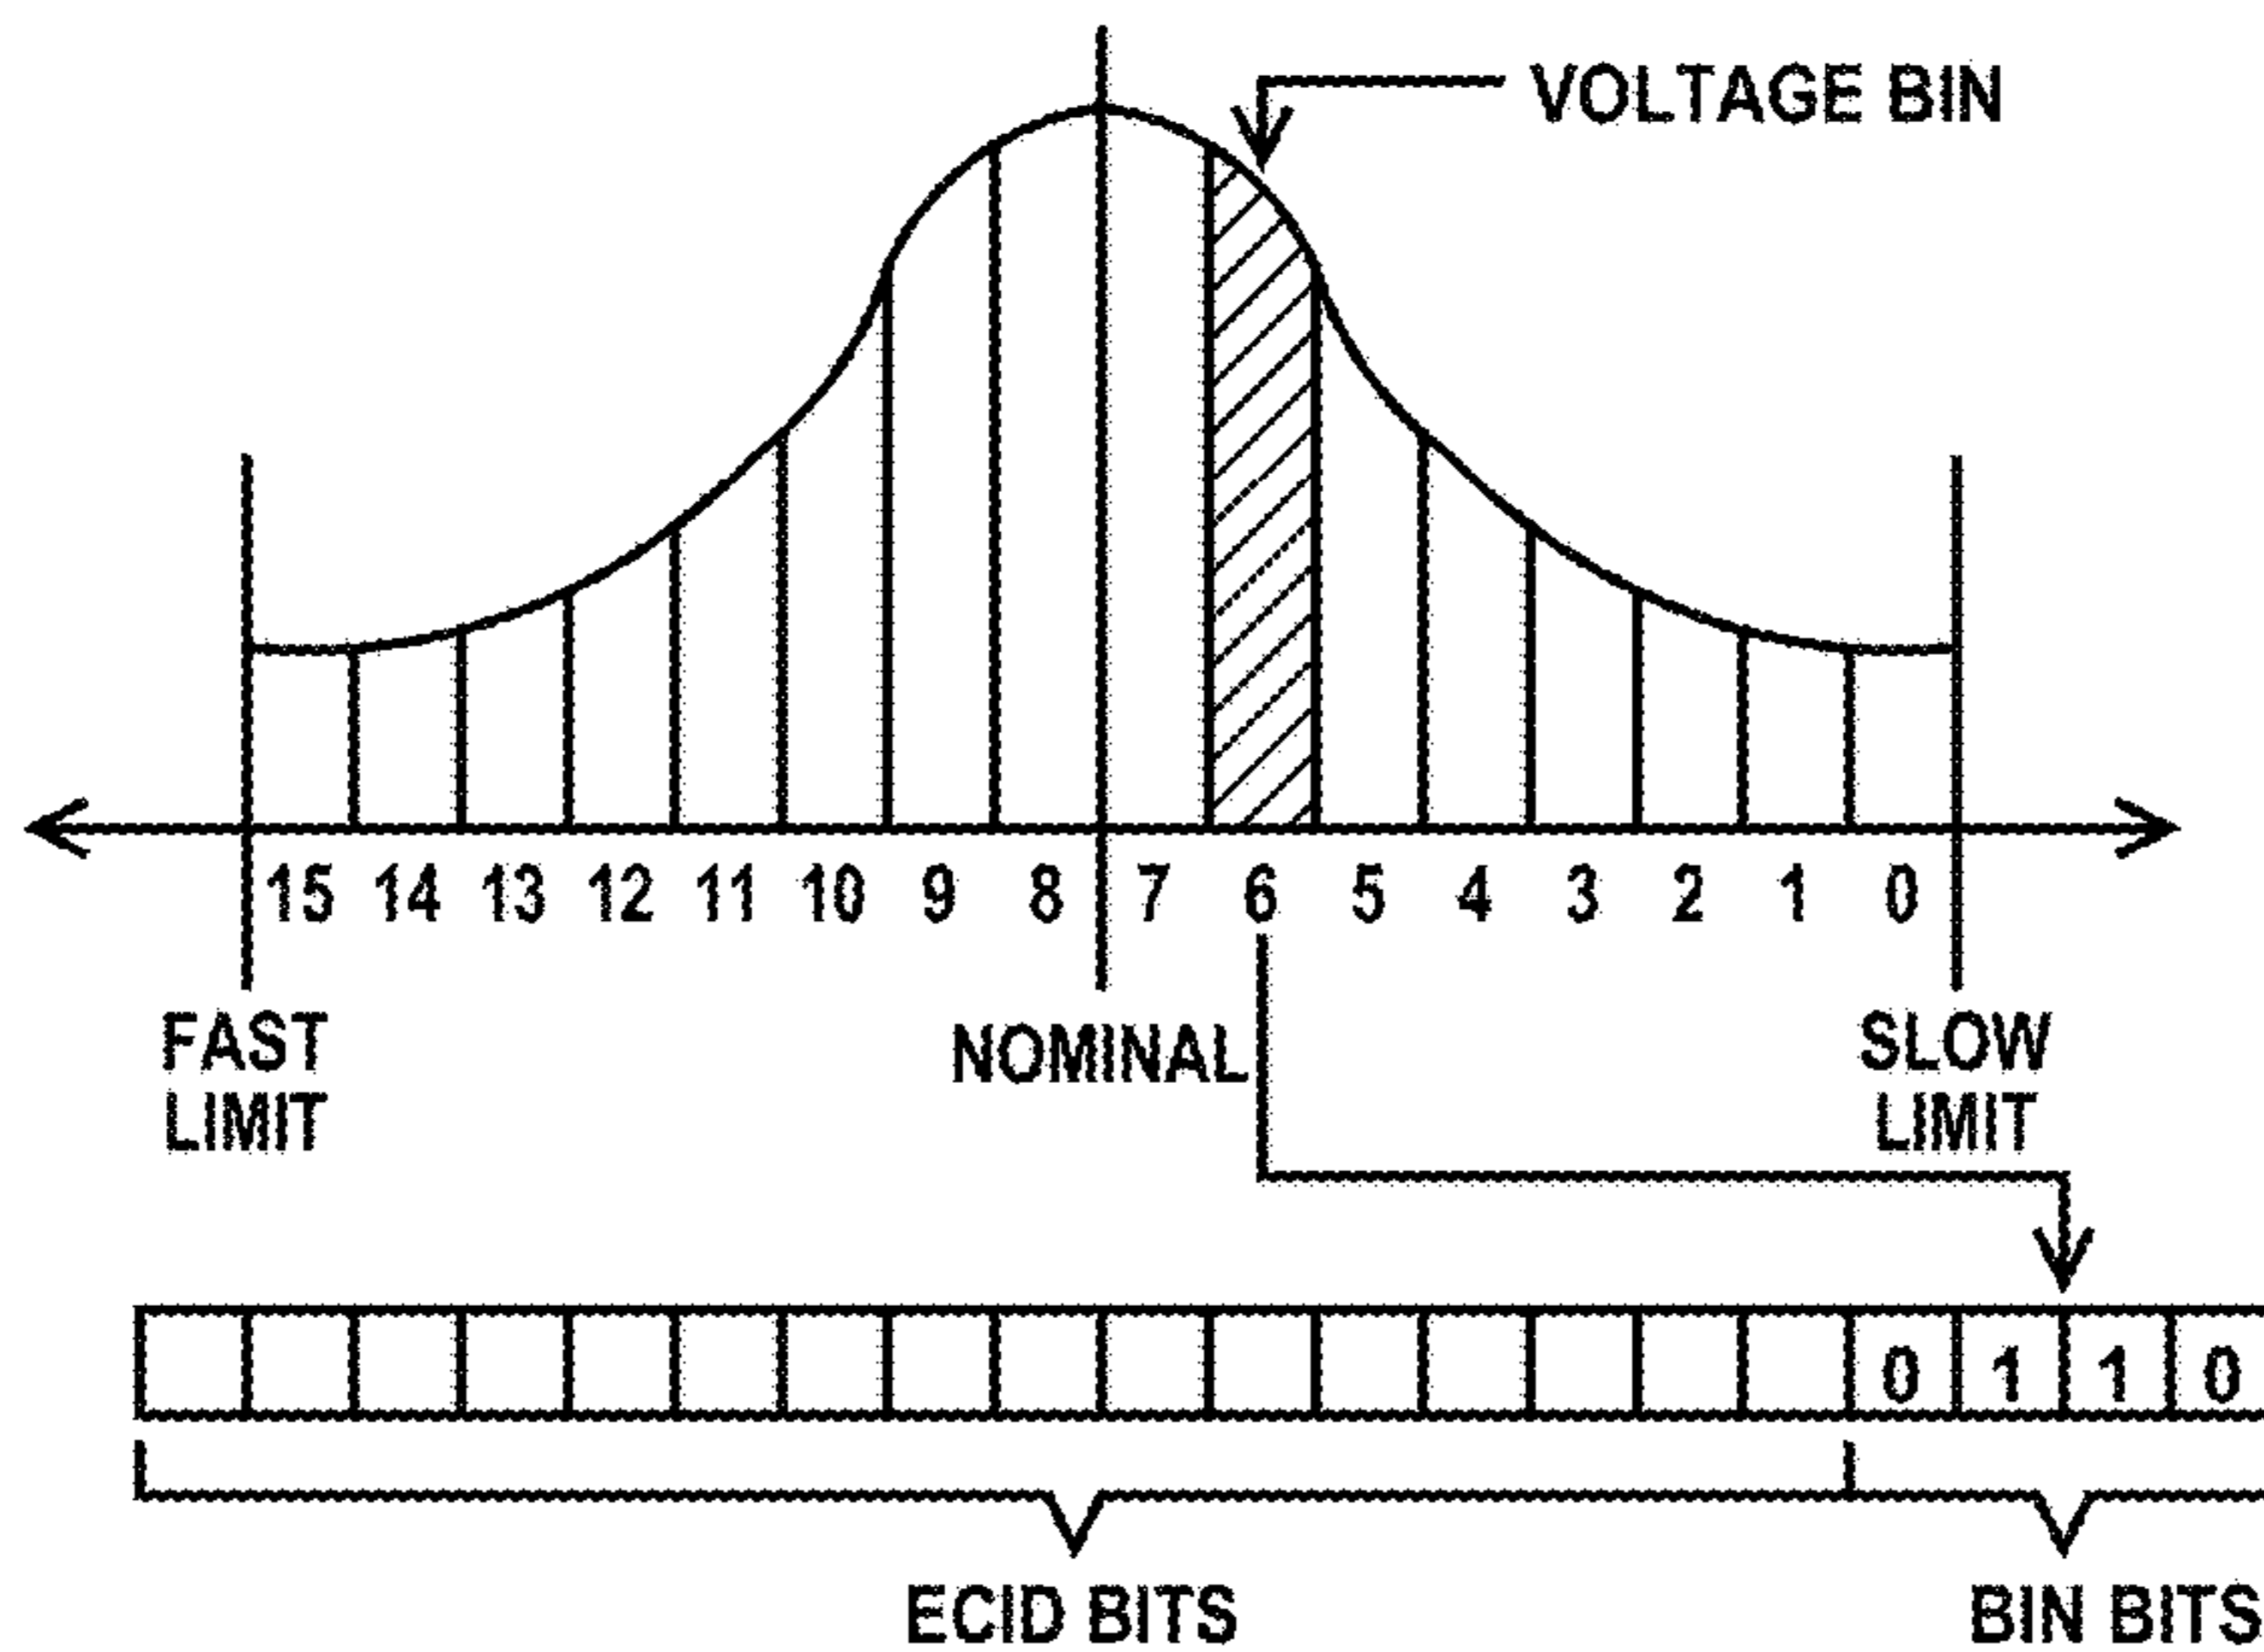 VOLTAGE BIN
15 14 13 12 11 10 9 8 7 6 5 4 3 2 1 0
FAST
LIMIT
NOMINAL
SLOW
LIMIT
0 1 1 0
ECID BITS
BIN BITS